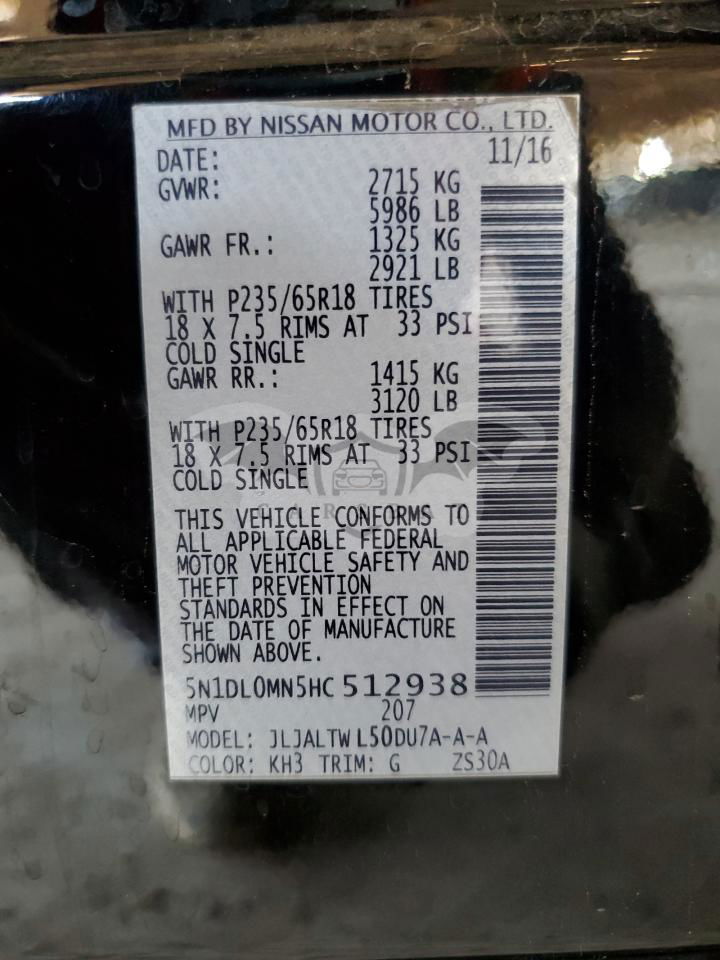 MFD BY NISSAN MOTOR CO., LTD.
DATE: 11/16
GVWR: 2715 KG
5986 LB
GAWR FR.: 1325 KG
2921 LB
WITH P235/65R18 TIRES
18 X 7.5 RIMS AT 33 PSI
COLD SINGLE
GAWR RR.: 1415 KG
3120 LB
WITH P235/65R18 TIRES
18 X 7.5 RIMS AT 33 PSI
COLD SINGLE
THIS VEHICLE CONFORMS TO
ALL APPLICABLE FEDERAL
MOTOR VEHICLE SAFETY AND
THEFT PREVENTION
STANDARDS IN EFFECT ON
THE DATE OF MANUFACTURE
SHOWN ABOVE.
5N1DL0MN5HC 512938
MPV 207
MODEL: JLJALTW L50DU7A-A-A
COLOR: KH3 TRIM: G ZS30A